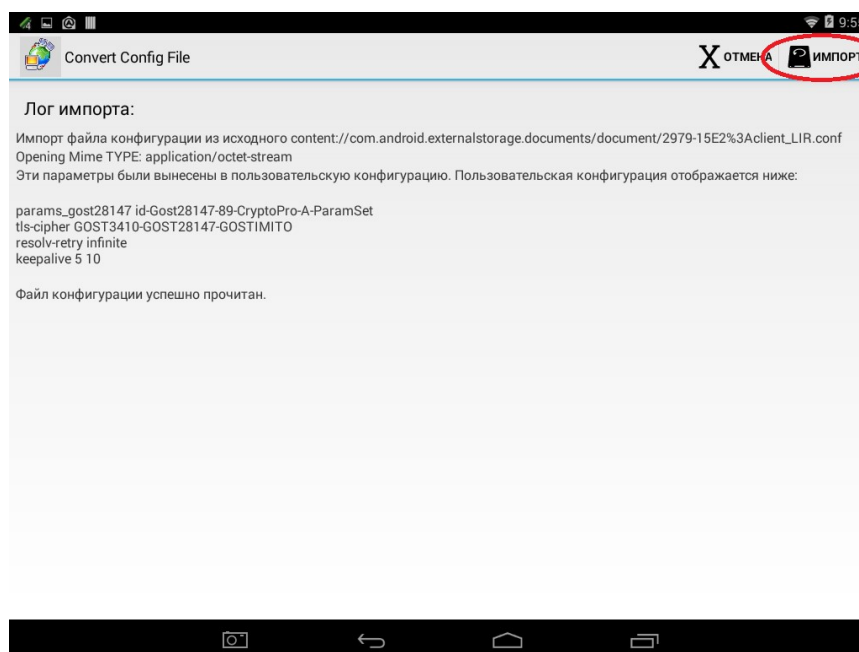 9:5
Convert Config File
X ОТМЕНА ИМПОРТ
Лог импорта:
Импорт файла конфигурации из исходного content://com.android.externalstorage.documents/document/2979-15E2%3Aclient_LIR.conf
Opening Mime TYPE: application/octet-stream
Эти параметры были вынесены в пользовательскую конфигурацию. Пользовательская конфигурация отображается ниже:
params_gost28147 id-Gost28147-89-CryptoPro-A-ParamSet
tls-cipher GOST3410-GOST28147-GOSTIMITO
resolv-retry infinite
keepalive 5 10
Файл конфигурации успешно прочитан.